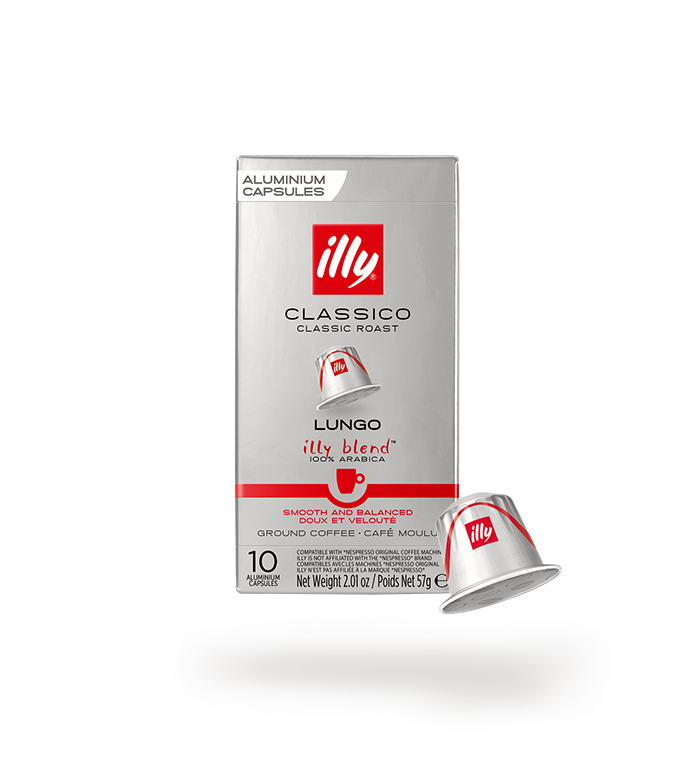 ALUMINIUM
CAPSULES
illy
CLASSICO
CLASSIC ROAST
illy
LUNGO
illy blend™
100% ARABICA
SMOOTH AND BALANCED
DOUX ET VELOUTÉ
GROUND COFFEE • CAFÉ MOULU
10
ALUMINIUM
CAPSULES
COMPATIBLE WITH *NESPRESSO ORIGINAL COFFEE MACHIN
ILLY IS NOT AFFILIATED WITH THE *NESPRESSO* BRAND
COMPATIBLES AVEC LES MACHINES *NESPRESSO ORIGINAL
ILLY N'EST PAS AFFILIÉE À LA MARQUE *NESPRESSO*
Net Weight 2.01 oz / Poids Net 57g ℮
illy